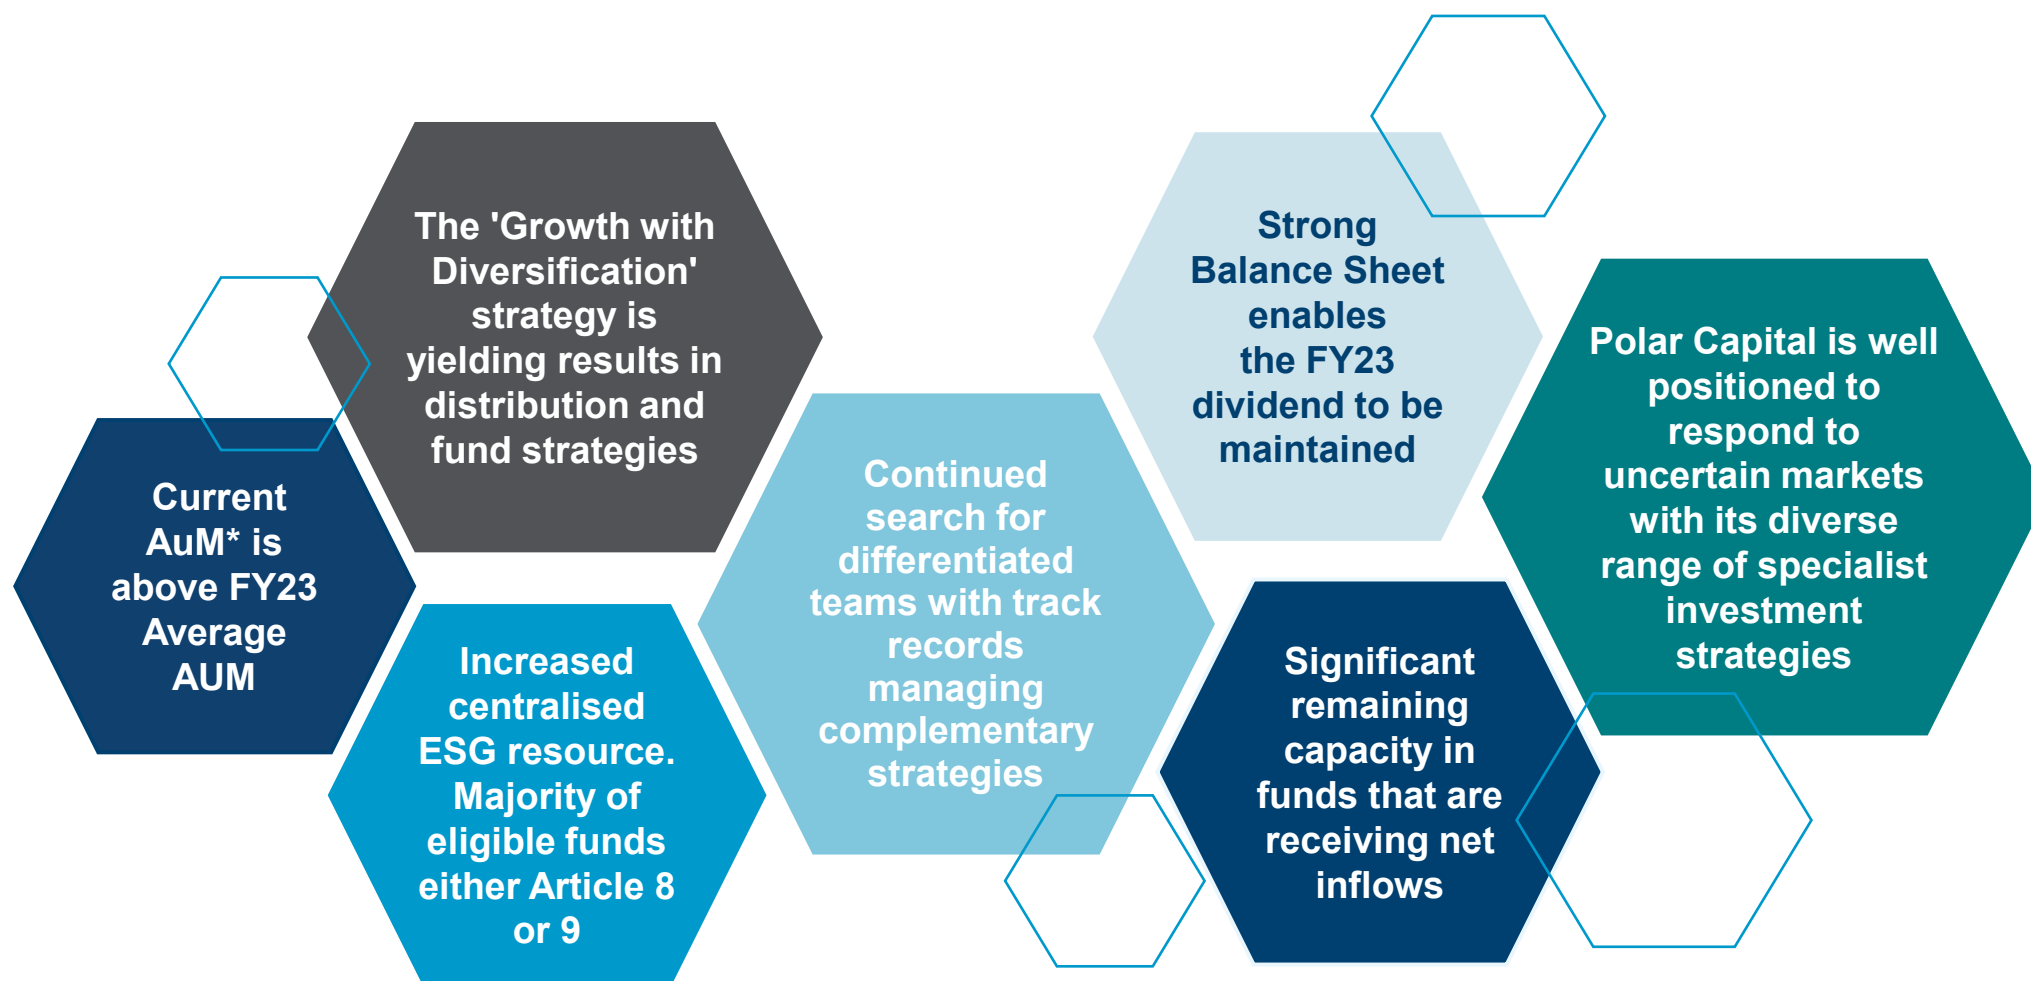 The 'Growth with
Diversification'
strategy is
yielding results in
distribution and
fund strategies
Strong
Balance Sheet
enables
the FY23
dividend to be
maintained
Polar Capital is well
positioned to
respond to
uncertain markets
with its diverse
range of specialist
investment
strategies
Current
AuM* is
above FY23
Average
AUM
Continued
search for
differentiated
teams with track
records
managing
complementary
strategies
Increased
centralised
ESG resource.
Majority of
eligible funds
either Article 8
or 9
Significant
remaining
capacity in
funds that are
receiving net
inflows